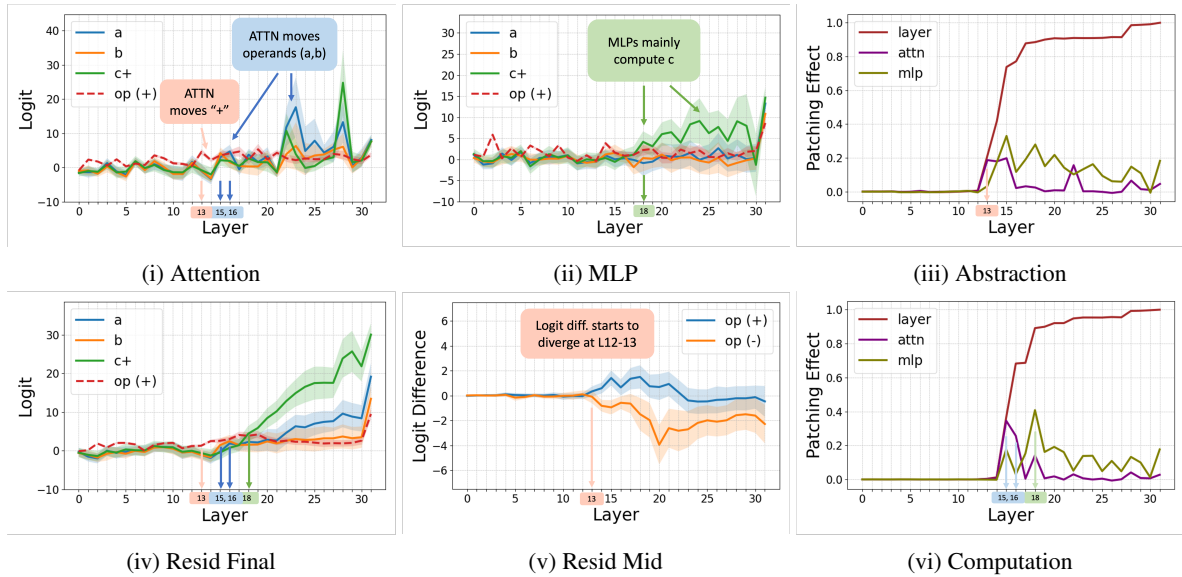 40
30
20
10
0
−10
Logit
a
b
c+
op (+)
ATTN moves
operands (a,b)
ATTN
moves “+”
0 5 10 15 20 25 30
13
15, 16
Layer
(i) Attention
30
25
20
15
10
5
0
−5
−10
Logit
a
b
c+
op (+)
MLPs mainly
compute c
0 5 10 15 20 25 30
18
Layer
(ii) MLP
1.0
0.8
0.6
0.4
0.2
0.0
Patching Effect
layer
attn
mlp
0 5 10 15 20 25 30
13
Layer
(iii) Abstraction
30
20
10
0
−10
Logit
a
b
c+
op (+)
0 5 10 15 20 25 30
13
15, 16
18
Layer
(iv) Resid Final
6
4
2
0
−2
−4
−6
Logit Difference
Logit diff. starts to
diverge at L12-13
op (+)
op (-)
0 5 10 15 20 25 30
13
Layer
(v) Resid Mid
1.0
0.8
0.6
0.4
0.2
0.0
Patching Effect
layer
attn
mlp
0 5 10 15 20 25 30
15, 16
18
Layer
(vi) Computation